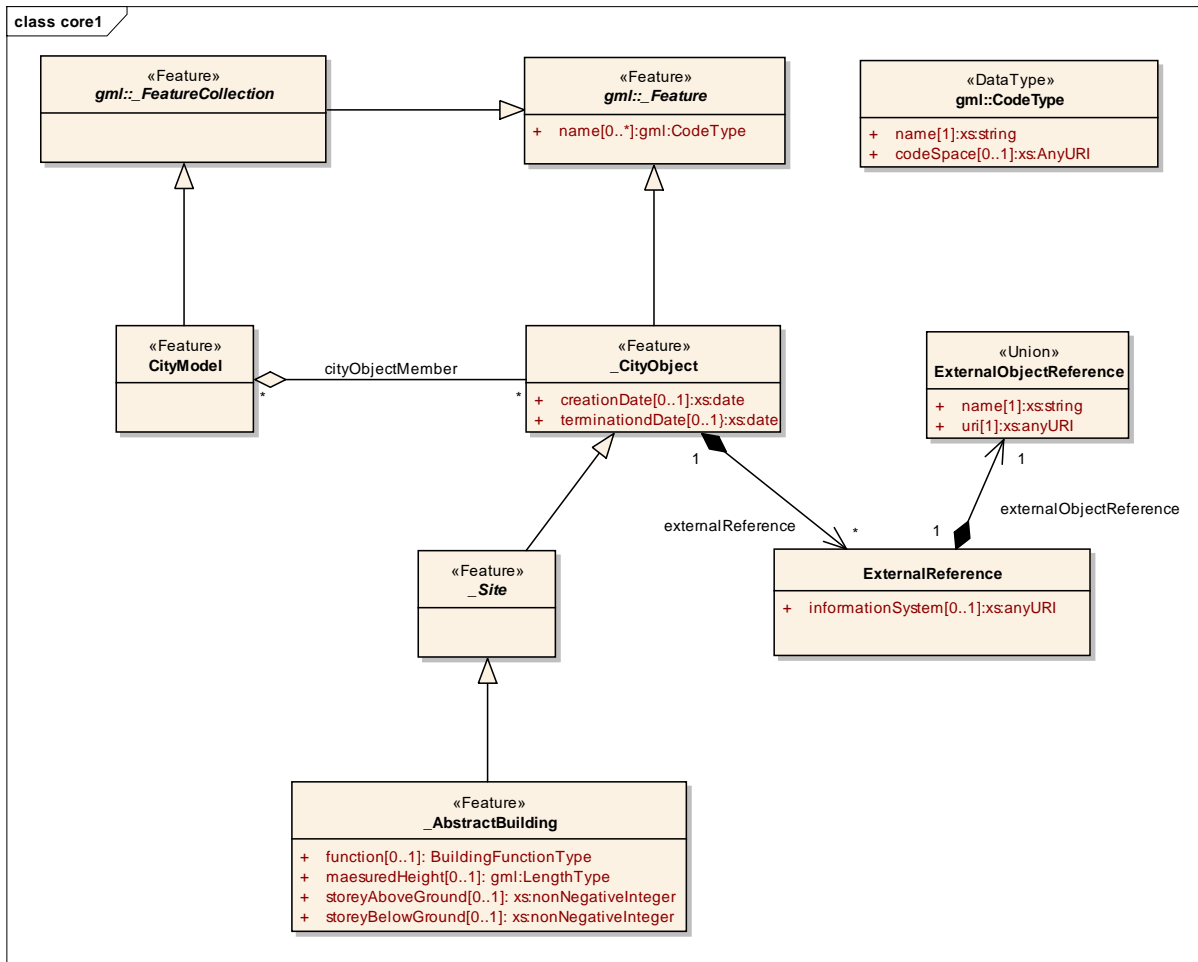 class core1
«Feature»
gml::_FeatureCollection
«Feature»
gml::_Feature
+ name[0..*]:gml:CodeType
«DataType»
gml::CodeType
+ name[1]:xs:string
+ codeSpace[0..1]:xs:AnyURI
«Feature»
CityModel
cityObjectMember
*
*
«Feature»
_CityObject
+ creationDate[0..1]:xs:date
+ terminationdDate[0..1}:xs:date
«Union»
ExternalObjectReference
+ name[1]:xs:string
+ uri[1]:xs:anyURI
1
1
externalObjectReference
externalReference
*
1
«Feature»
_Site
ExternalReference
+ informationSystem[0..1]:xs:anyURI
«Feature»
_AbstractBuilding
+ function[0..1]: BuildingFunctionType
+ maesuredHeight[0..1]: gml:LengthType
+ storeyAboveGround[0..1]: xs:nonNegativeInteger
+ storeyBelowGround[0..1]: xs:nonNegativeInteger